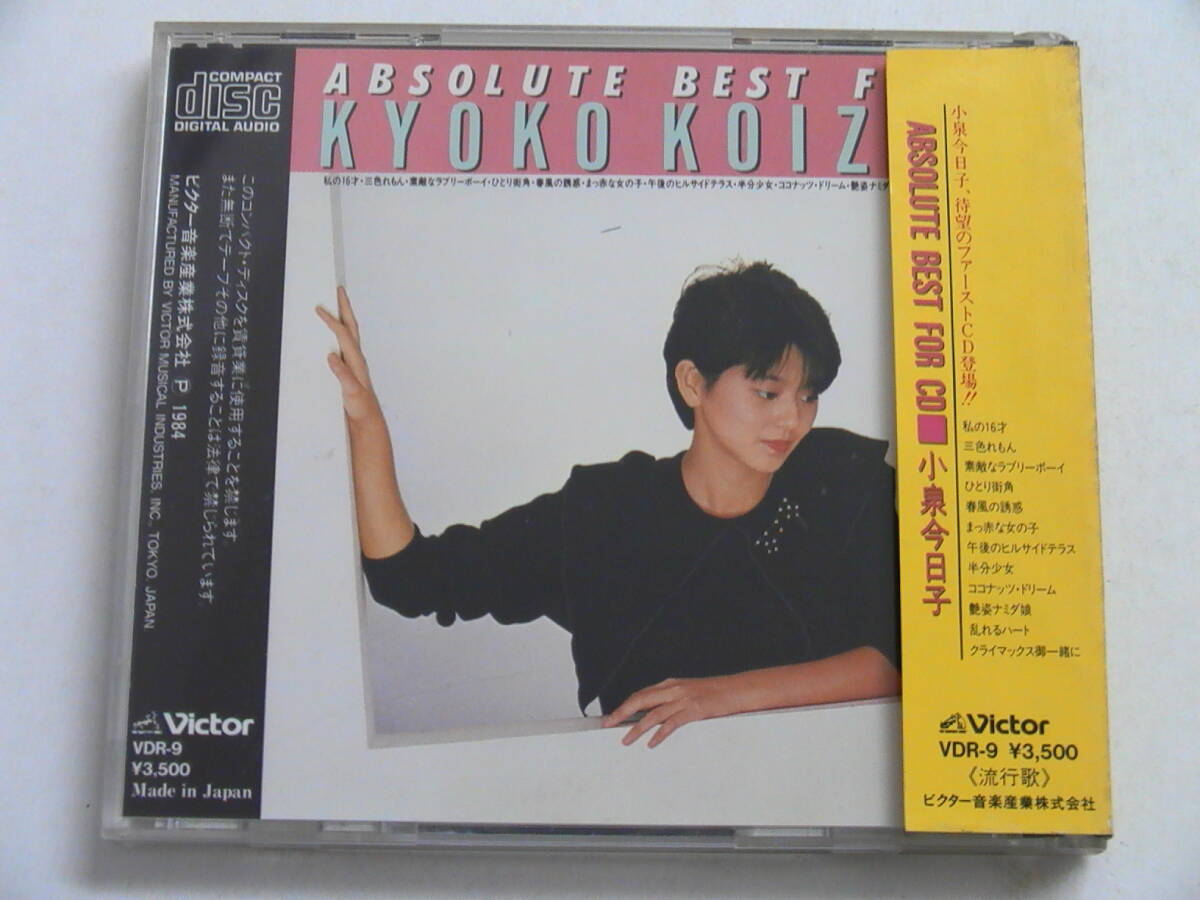 COMPACT
disc
DIGITAL AUDIO
このコンパクト・ディスクを賃貸業に使用することを禁じます。
また無断でテープその他に録音することは法律で禁じられています。
ビクター音楽産業株式会社 Ⓟ 1984
MANUFACTURED BY VICTOR MUSICAL INDUSTRIES, INC., TOKYO, JAPAN
Victor
VDR-9
¥3,500
Made in Japan
ABSOLUTE BEST F
KYOKO KOIZ
私の16才・三色れもん・素敵なラブリーボーイ・ひとり街角・春風の誘惑・まっ赤な女の子・午後のヒルサイドテラス・半分少女・ココナッツ・ドリーム・艶姿ナミダ
小泉今日子、待望のファーストCD登場!!
ABSOLUTE BEST FOR CD■小泉今日子
私の16才
三色れもん
素敵なラブリーボーイ
ひとり街角
春風の誘惑
まっ赤な女の子
午後のヒルサイドテラス
半分少女
ココナッツ・ドリーム
艶姿ナミダ娘
乱れるハート
クライマックス御一緒に
Victor
VDR-9 ¥3,500
《流行歌》
ビクター音楽産業株式会社